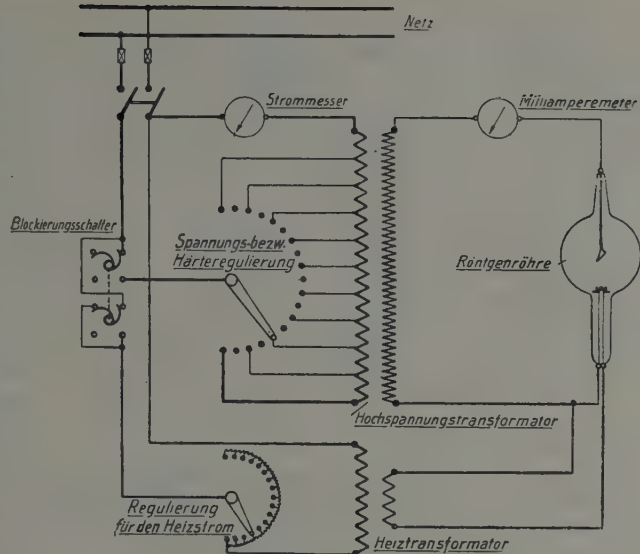 Netz
Strommesser
Milliamperemeter
Blockierungsschalter
Spannungs-bezw.
Härteregulierung
Röntgenröhre
Hochspannungstransformator
Regulierung
für den Heizstrom
Heiztransformator